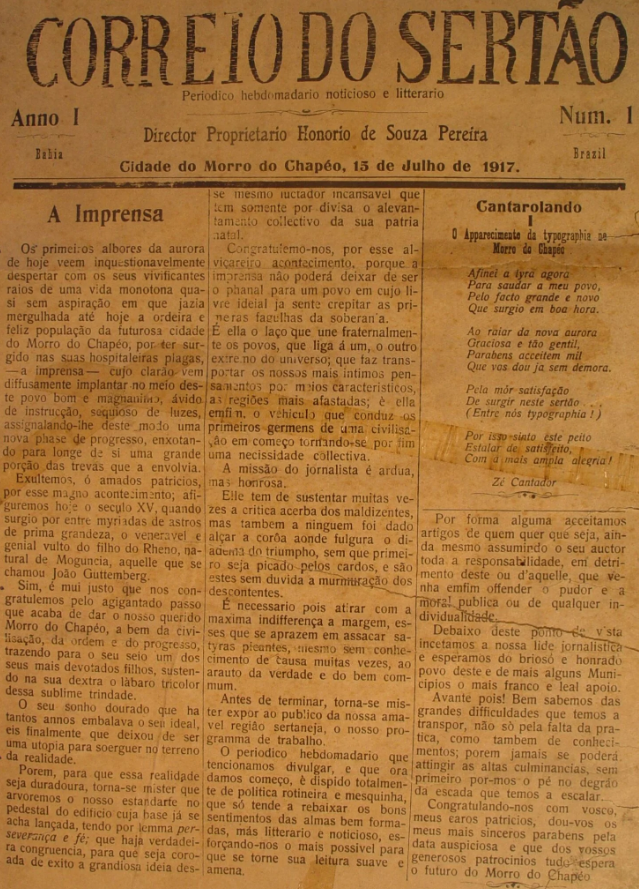 CORREIO DO SERTÃO
Periodico hebdomadario noticioso e litterario
Anno I
Num. 1
Director Proprietario Honorio de Souza Pereira
Bahia
Brazil
Cidade do Morro do Chapéo, 15 de Julho de 1917.
A Imprensa
Os primeiros albores da aurora
de hoje veem inquestionavelmente
despertar com os seus vivificantes
raios de uma vida monotona qua-
si sem aspiração em que jazia
mergulhada até hoje a ordeira e
feliz população da futurosa cidade
do Morro do Chapéo, por ter sur-
gido nas suas hospitaleiras plagas,
—a imprensa— cujo clarão vem
diffusamente implantar no meio des-
te povo bom e magnanimo, ávido
de instrucção, sequioso de luzes,
assignalando-lhe deste modo uma
nova phase de progresso, enxotan-
do para longe de si uma grande
porção das trevas que a envolvia.
Exultemos, ó amados patricios,
por esse magno acontecimento; afi-
guremos hoje o seculo XV, quando
surgio por entre myriadas de astros
de prima grandeza, o veneravel e
genial vulto do filho do Rheno, na-
tural de Moguncia, aquelle que se
chamou João Guttemberg.
Sim, é mui justo que nos con-
gratulemos pelo agigantado passo
que acaba de dar o nosso querido
Morro do Chapéo, a bem da civi-
lisação, da ordem e do progresso,
trazendo para o seu seio um dos
seus mais devotados filhos, susten-
do na sua dextra o lábaro tricolor
dessa sublime trindade.
O seu sonho dourado que ha
tantos annos embalava o seu ideal,
eis finalmente que deixou de ser
uma utopia para soerguer no terreno
da realidade.
Porem, para que essa realidade
seja duradoura, torna-se mister que
arvoremos o nosso estandarte no
pedestal do edificio cuja base já se
acha lançada, tendo por lemma per-
severança e fé; que haja verdadei-
ra congruencia, para que seja coroa-
da de exito a grandiosa ideia des-
se mesmo luctador incansavel que
tem somente por divisa o alevan-
tamento collectivo da sua patria
natal.
Congratulemo-nos, por esse al-
viçareiro acontecimento, porque a
imprensa não poderá deixar de ser
o phanal para um povo em cujo li-
vre ideial ja sente crepitar as pri-
meiras fagulhas da soberania.
É ella o laço que une fraternalmen-
te os povos, que liga á um, o outro
extremo do universo; que faz trans-
portar os nossos mais intimos pen-
samentos por meios caracteristicos,
as regiões mais afastadas; é ella
emfim, o vehiculo que conduz os
primeiros germens de uma civilisa-
ção em começo tornando-se por fim
uma necissidade collectiva.
A missão do jornalista é ardua,
mas honrosa.
Elle tem de sustentar muitas ve-
zes a critica acerba dos maldizentes,
mas tambem a ninguem foi dado
alçar a corôa aonde fulgura o di-
adema do triumpho, sem que primei-
ro seja picado pelos cardos, e são
estes sem duvida a murmuração dos
descontentes.
É necessario pois atirar com a
maxima indifferença a margem, es-
ses que se aprazem em assacar sa-
tyras picantes, mesmo sem conhe-
cimento de causa muitas vezes, ao
arauto da verdade e do bem com-
mum.
Antes de terminar, torna-se mis-
ter expor ao publico da nossa ama-
vel região sertaneja, o nosso pro-
gramma de trabalho.
O periodico hebdomadario que
tencionamos divulgar, e que ora
damos começo, è dispido totalmen-
te de politica rotineira e mesquinha,
que só tende a rebaixar os bons
sentimentos das almas bem forma-
das, más litterario e noticioso, es-
forçando-nos o mais possivel para
que se torne sua leitura suave e
amena.
Cantarolando
I
O Apparecimento da typographia no
Morro do Chapéo
Afinei a lyra agora
Para saudar a meu povo,
Pelo facto grande e novo
Que surgio em boa hora.
Ao raiar da nova aurora
Graciosa e tão gentil,
Parabens acceitem mil
Que vos dou ja sem demora.
Pela mór satisfação
De surgir neste sertão . . .
( Entre nós typographia ! )
Por isso sinto este peito
Estalar de satisfeito,
Com a mais ampla alegria !
Zé Cantador
Por forma alguma acceitamos
artigos de quem quer que seja, ain-
da mesmo assumindo o seu auctor
toda a responsabilidade, em detri-
mento deste ou d'aquelle, que ve-
nha emfim offender o pudor e a
moral publica ou de qualquer in-
dividualidade.
Debaixo deste ponto de vista
incetamos a nossa lide jornalistica
e esperamos do brioso e honrado
povo deste e de mais alguns Muni-
cipios o mais franco e leal apoio.
Avante pois! Bem sabemos das
grandes difficuldades que temos a
transpor, não só pela falta da pra-
tica, como tambem de conheci-
mentos; porem jamais se poderá
attingir as altas culminancias, sem
primeiro por-mos o pé no degráo
da escada que temos a escalar...
Congratulando-nos com vosco,
meus caros patricios, dou-vos os
meus mais sinceros parabens pela
data auspiciosa e que dos vossos
generosos patrocinios tudo espera
o futuro do Morro do Chapéo